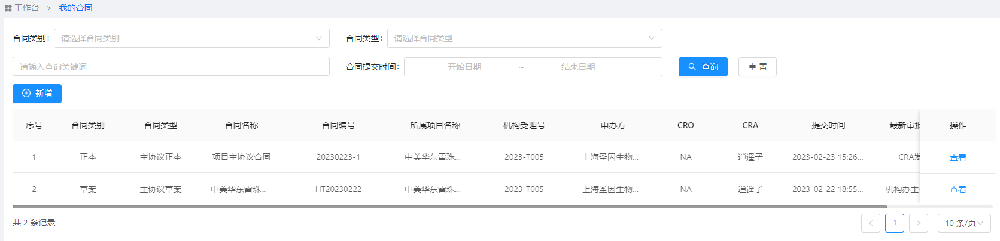 工作台 > 我的合同
合同类别: 请选择合同类别 合同类型: 请选择合同类型
请输入查询关键词 合同提交时间: 开始日期 ~ 结束日期 查询 重 置
新增
序号 合同类别 合同类型 合同名称 合同编号 所属项目名称 机构受理号 申办方 CRO CRA 提交时间 最新审批 操作
1 正本 主协议正本 项目主协议合同 20230223-1 中美华东雷珠... 2023-T005 上海圣因生物... NA 逍遥子 2023-02-23 15:26... CRA发 查看
2 草案 主协议草案 中美华东雷珠... HT20230222 中美华东雷珠... 2023-T005 上海圣因生物... NA 逍遥子 2023-02-22 18:55... 机构办主 查看
共 2 条记录 < 1 > 10 条/页